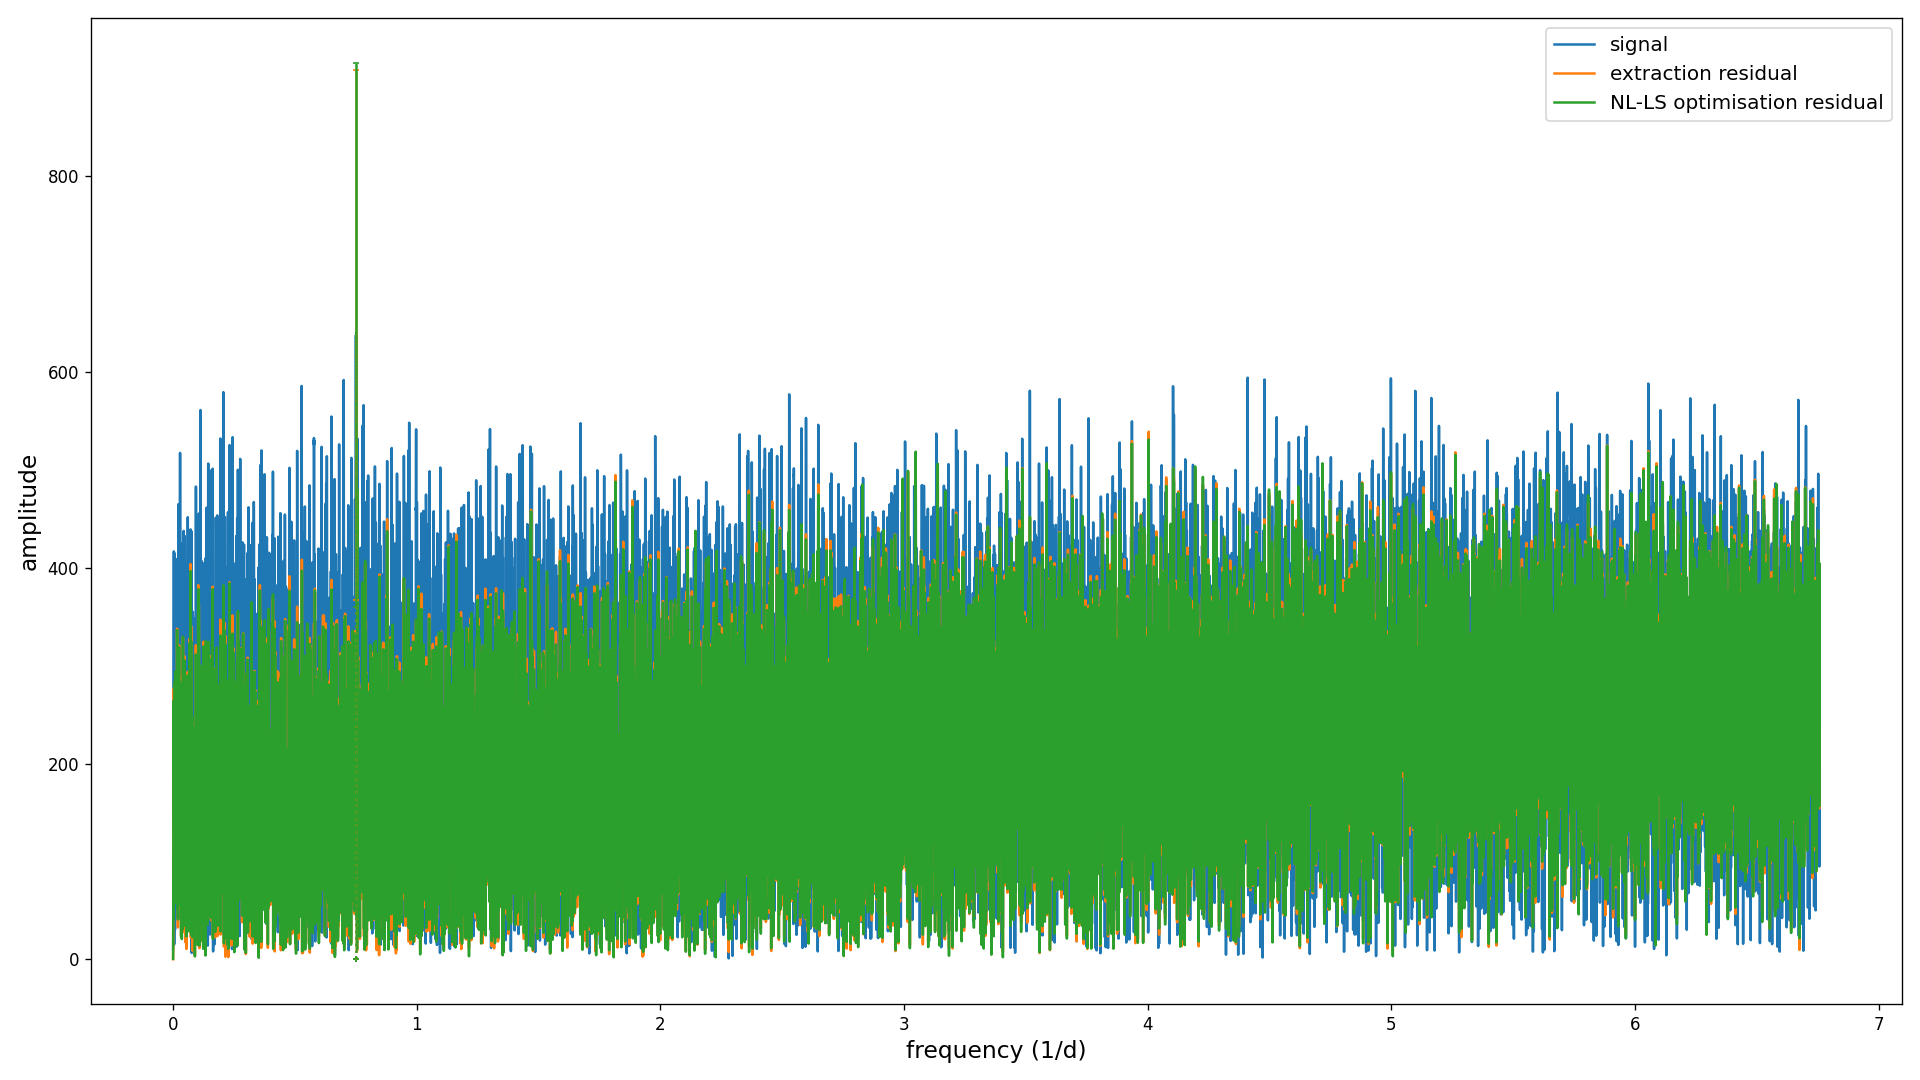 signal
extraction residual
NL-LS optimisation residual
amplitude
800
600
400
200
0
0 1 2 3 4 5 6 7
frequency (1/d)